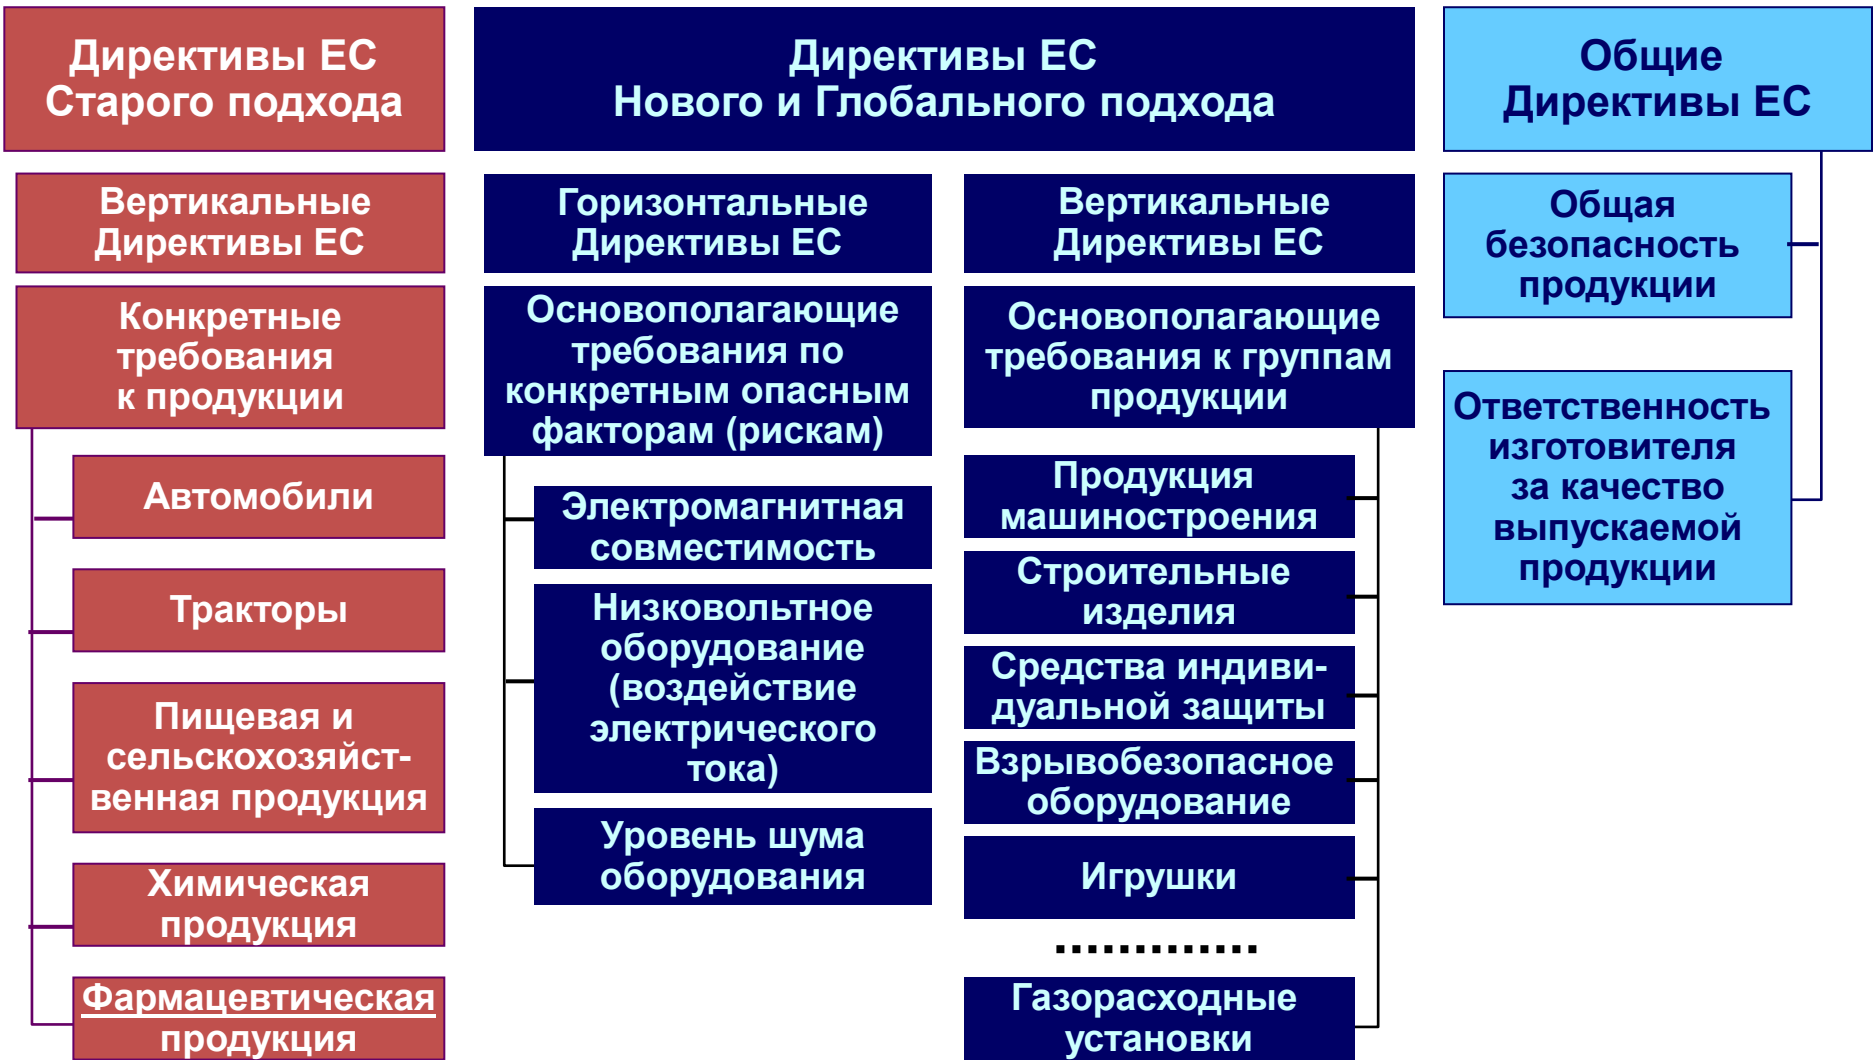 Директивы ЕС
Старого подхода
Вертикальные
Директивы ЕС
Конкретные
требования
к продукции
Автомобили
Тракторы
Пищевая и
сельскохозяйст-
венная продукция
Химическая
продукция
Фармацевтическая
продукция
Директивы ЕС
Нового и Глобального подхода
Горизонтальные
Директивы ЕС
Основополагающие
требования по
конкретным опасным
факторам (рискам)
Электромагнитная
совместимость
Низковольтное
оборудование
(воздействие
электрического
тока)
Уровень шума
оборудования
Вертикальные
Директивы ЕС
Основополагающие
требования к группам
продукции
Продукция
машиностроения
Строительные
изделия
Средства индиви-
дуальной защиты
Взрывобезопасное
оборудование
Игрушки
.............
Газорасходные
установки
Общие
Директивы ЕС
Общая
безопасность
продукции
Ответственность
изготовителя
за качество
выпускаемой
продукции